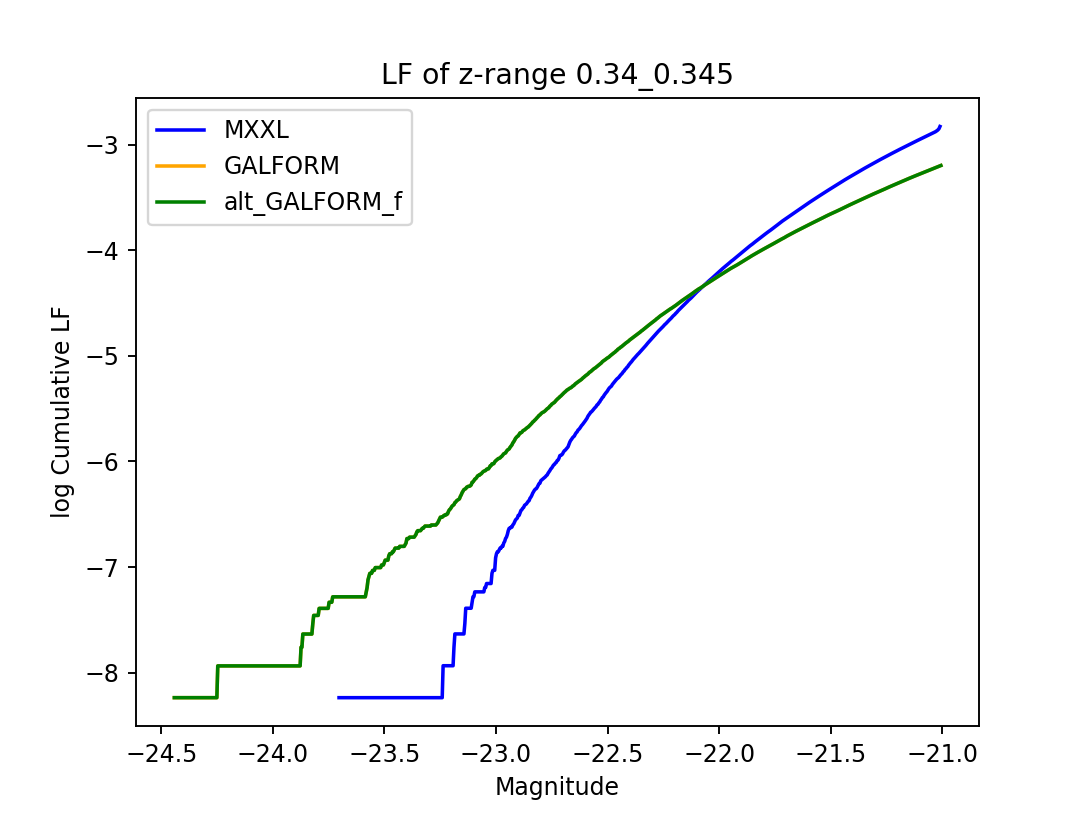 LF of z-range 0.34_0.345
MXXL
GALFORM
alt_GALFORM_f
log Cumulative LF
−3
−4
−5
−6
−7
−8
−24.5 −24.0 −23.5 −23.0 −22.5 −22.0 −21.5 −21.0
Magnitude